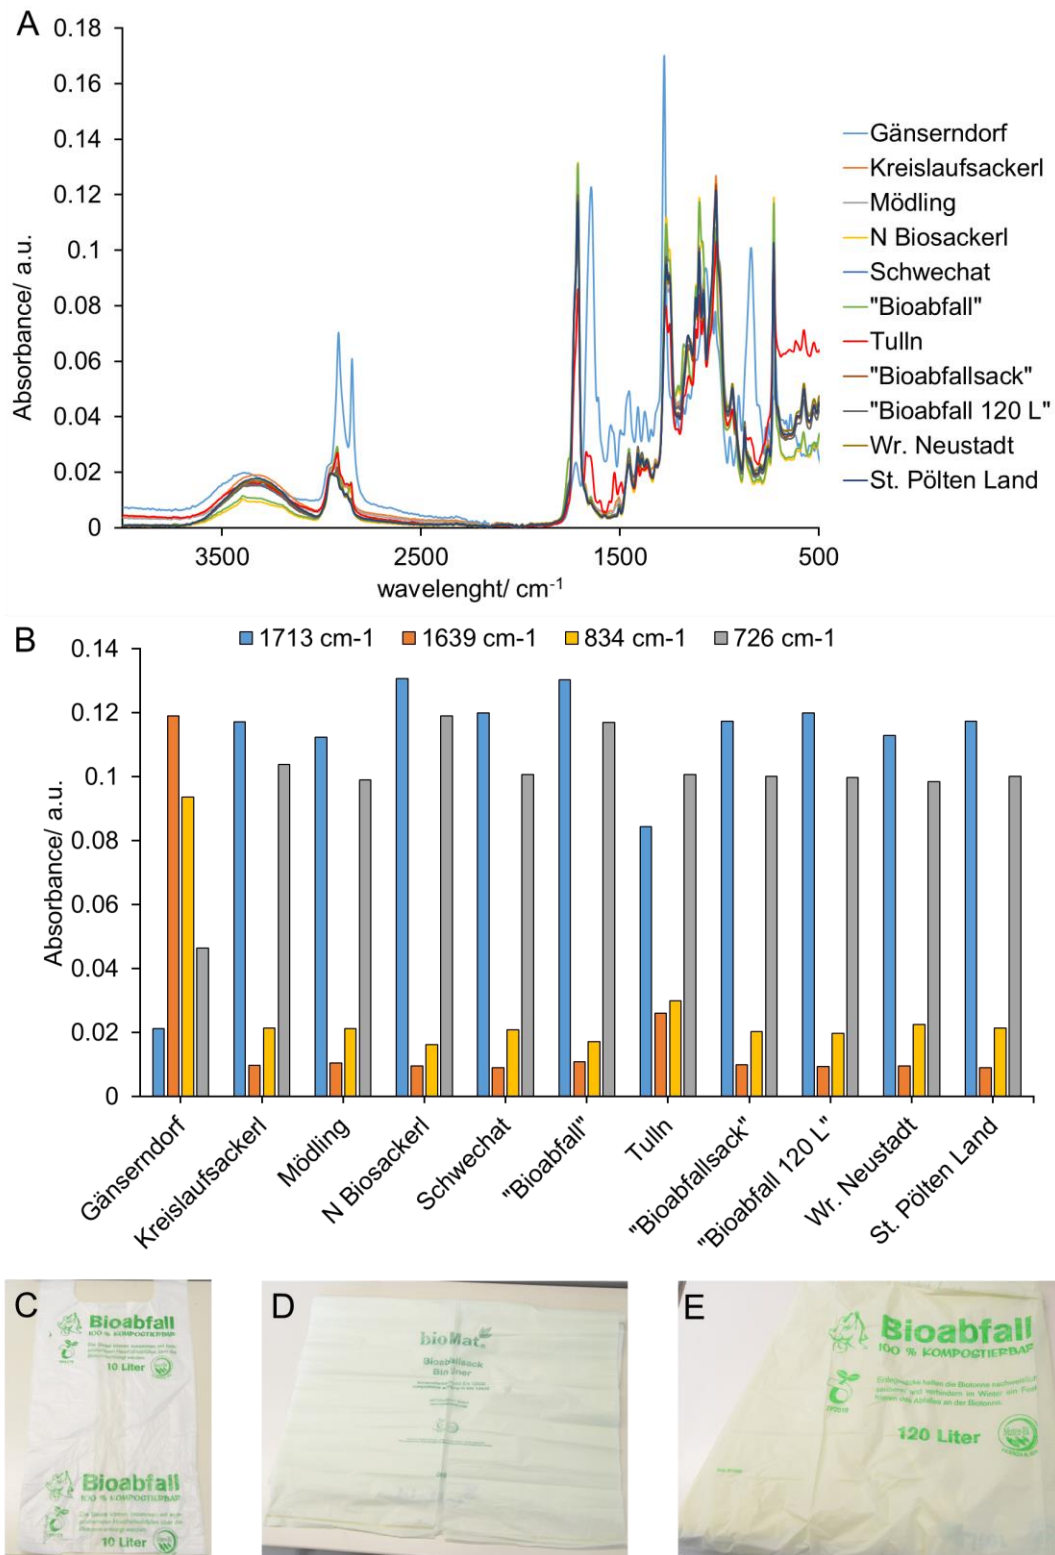 A
0.18
0.16
0.14
0.12
0.1
0.08
0.06
0.04
0.02
0
Absorbance/ a.u.
3500
2500
1500
500
wavelenght/ cm-1
Gänserndorf
Kreislaufsackerl
Mödling
N Biosackerl
Schwechat
"Bioabfall"
Tulln
"Bioabfallsack"
"Bioabfall 120 L"
Wr. Neustadt
St. Pölten Land
B
1713 cm-1
1639 cm-1
834 cm-1
726 cm-1
0.14
0.12
0.1
0.08
0.06
0.04
0.02
0
Absorbance/ a.u.
Gänserndorf
Kreislaufsackerl
Mödling
N Biosackerl
Schwechat
"Bioabfall"
Tulln
"Bioabfallsack"
"Bioabfall 120 L"
Wr. Neustadt
St. Pölten Land
C
Bioabfall
100 % KOMPOSTIERBAR
10 Liter
Bioabfall
100 % KOMPOSTIERBAR
10 Liter
D
bioMat
Bioabfallsack
Bin Liner
E
Bioabfall
100 % KOMPOSTIERBAR
120 Liter